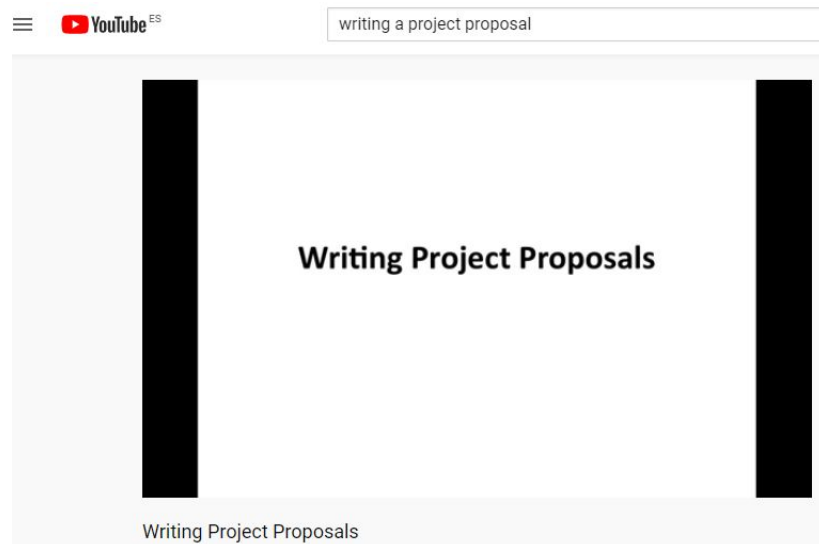 YouTube ES
writing a project proposal
Writing Project Proposals
Writing Project Proposals